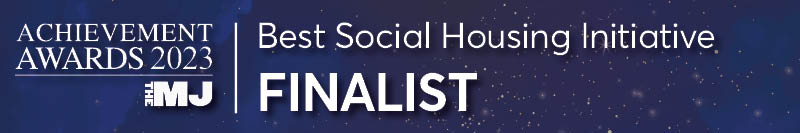 ACHIEVEMENT
AWARDS 2023
THE MJ
Best Social Housing Initiative
FINALIST